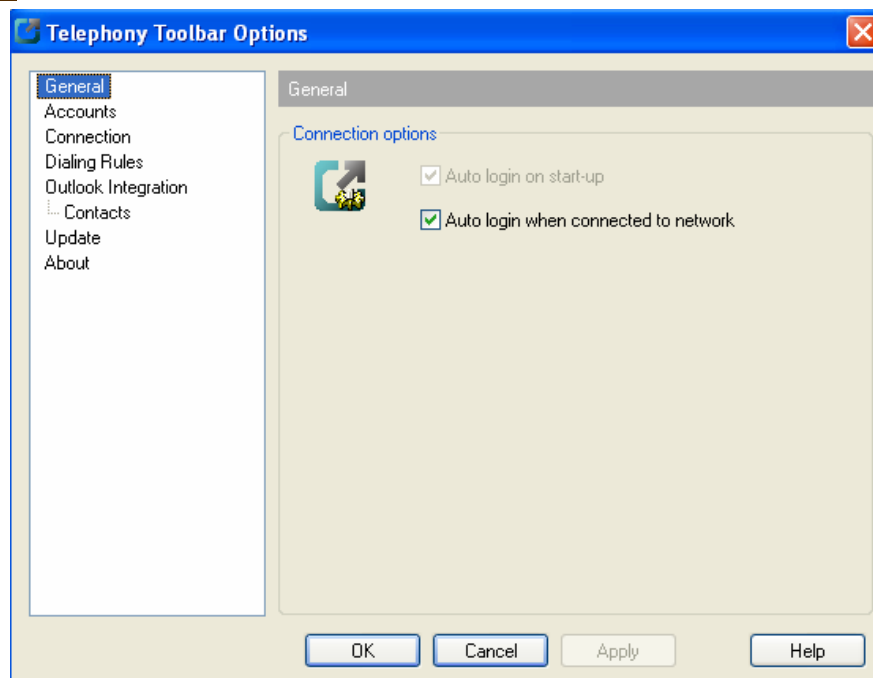 Telephony Toolbar Options
General
Accounts
Connection
Dialing Rules
Outlook Integration
Contacts
Update
About
General
Connection options
Auto login on start-up
Auto login when connected to network
OK
Cancel
Apply
Help